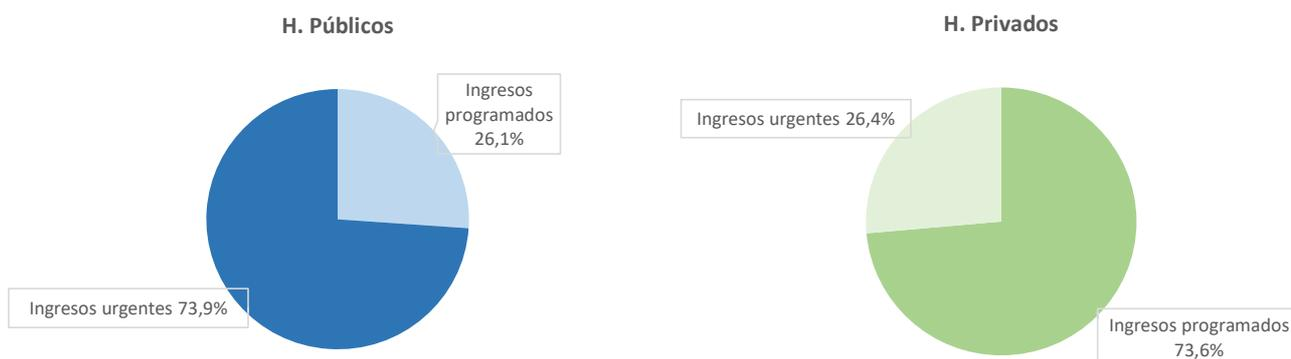 H. Públicos
Ingresos
programados
26,1%
Ingresos urgentes 73,9%
H. Privados
Ingresos urgentes 26,4%
Ingresos programados
73,6%